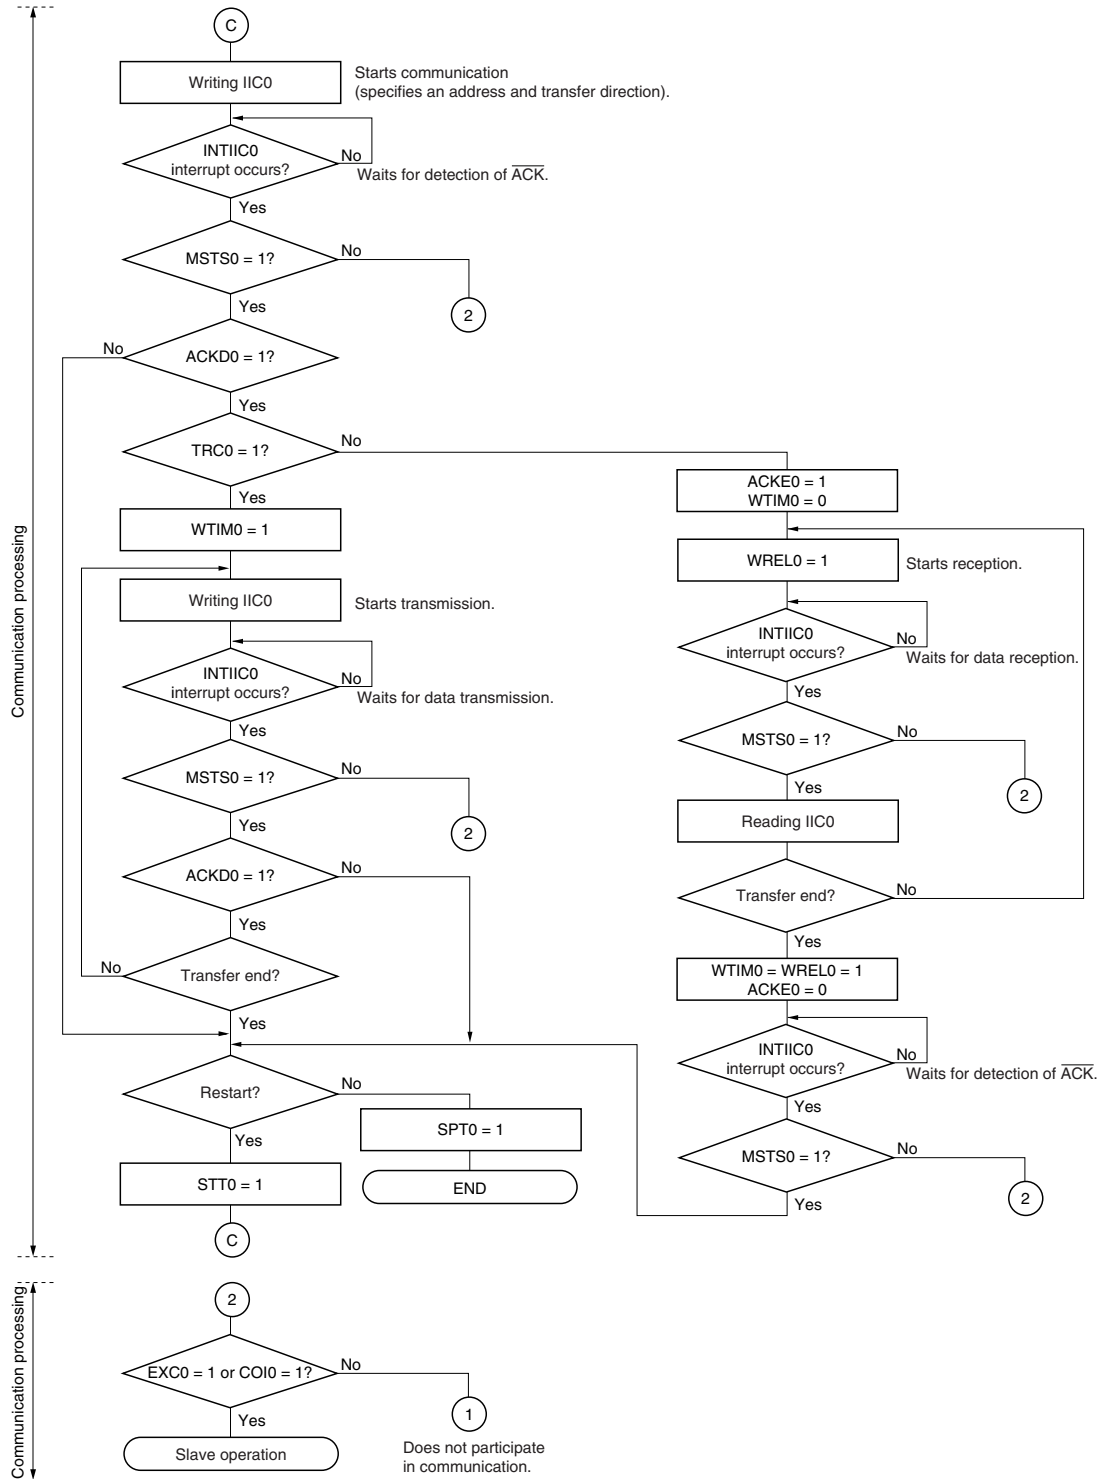 C
Writing IIC0
Starts communication
(specifies an address and transfer direction).
INTIIC0
interrupt occurs?
No
Waits for detection of ACK.
Yes
MSTS0 = 1?
No
2
Yes
ACKD0 = 1?
No
Yes
TRC0 = 1?
No
Yes
WTIM0 = 1
Writing IIC0
Starts transmission.
INTIIC0
interrupt occurs?
No
Waits for data transmission.
Yes
MSTS0 = 1?
No
2
Yes
ACKD0 = 1?
No
Yes
Transfer end?
No
Yes
Restart?
No
SPT0 = 1
END
Yes
STT0 = 1
C
ACKE0 = 1
WTIM0 = 0
WREL0 = 1
Starts reception.
INTIIC0
interrupt occurs?
No
Waits for data reception.
Yes
MSTS0 = 1?
No
2
Yes
Reading IIC0
Transfer end?
No
Yes
WTIM0 = WREL0 = 1
ACKE0 = 0
INTIIC0
interrupt occurs?
No
Waits for detection of ACK.
Yes
MSTS0 = 1?
No
2
Yes
Communication processing
2
EXC0 = 1 or COI0 = 1?
No
1
Does not participate
in communication.
Yes
Slave operation
Communication processing